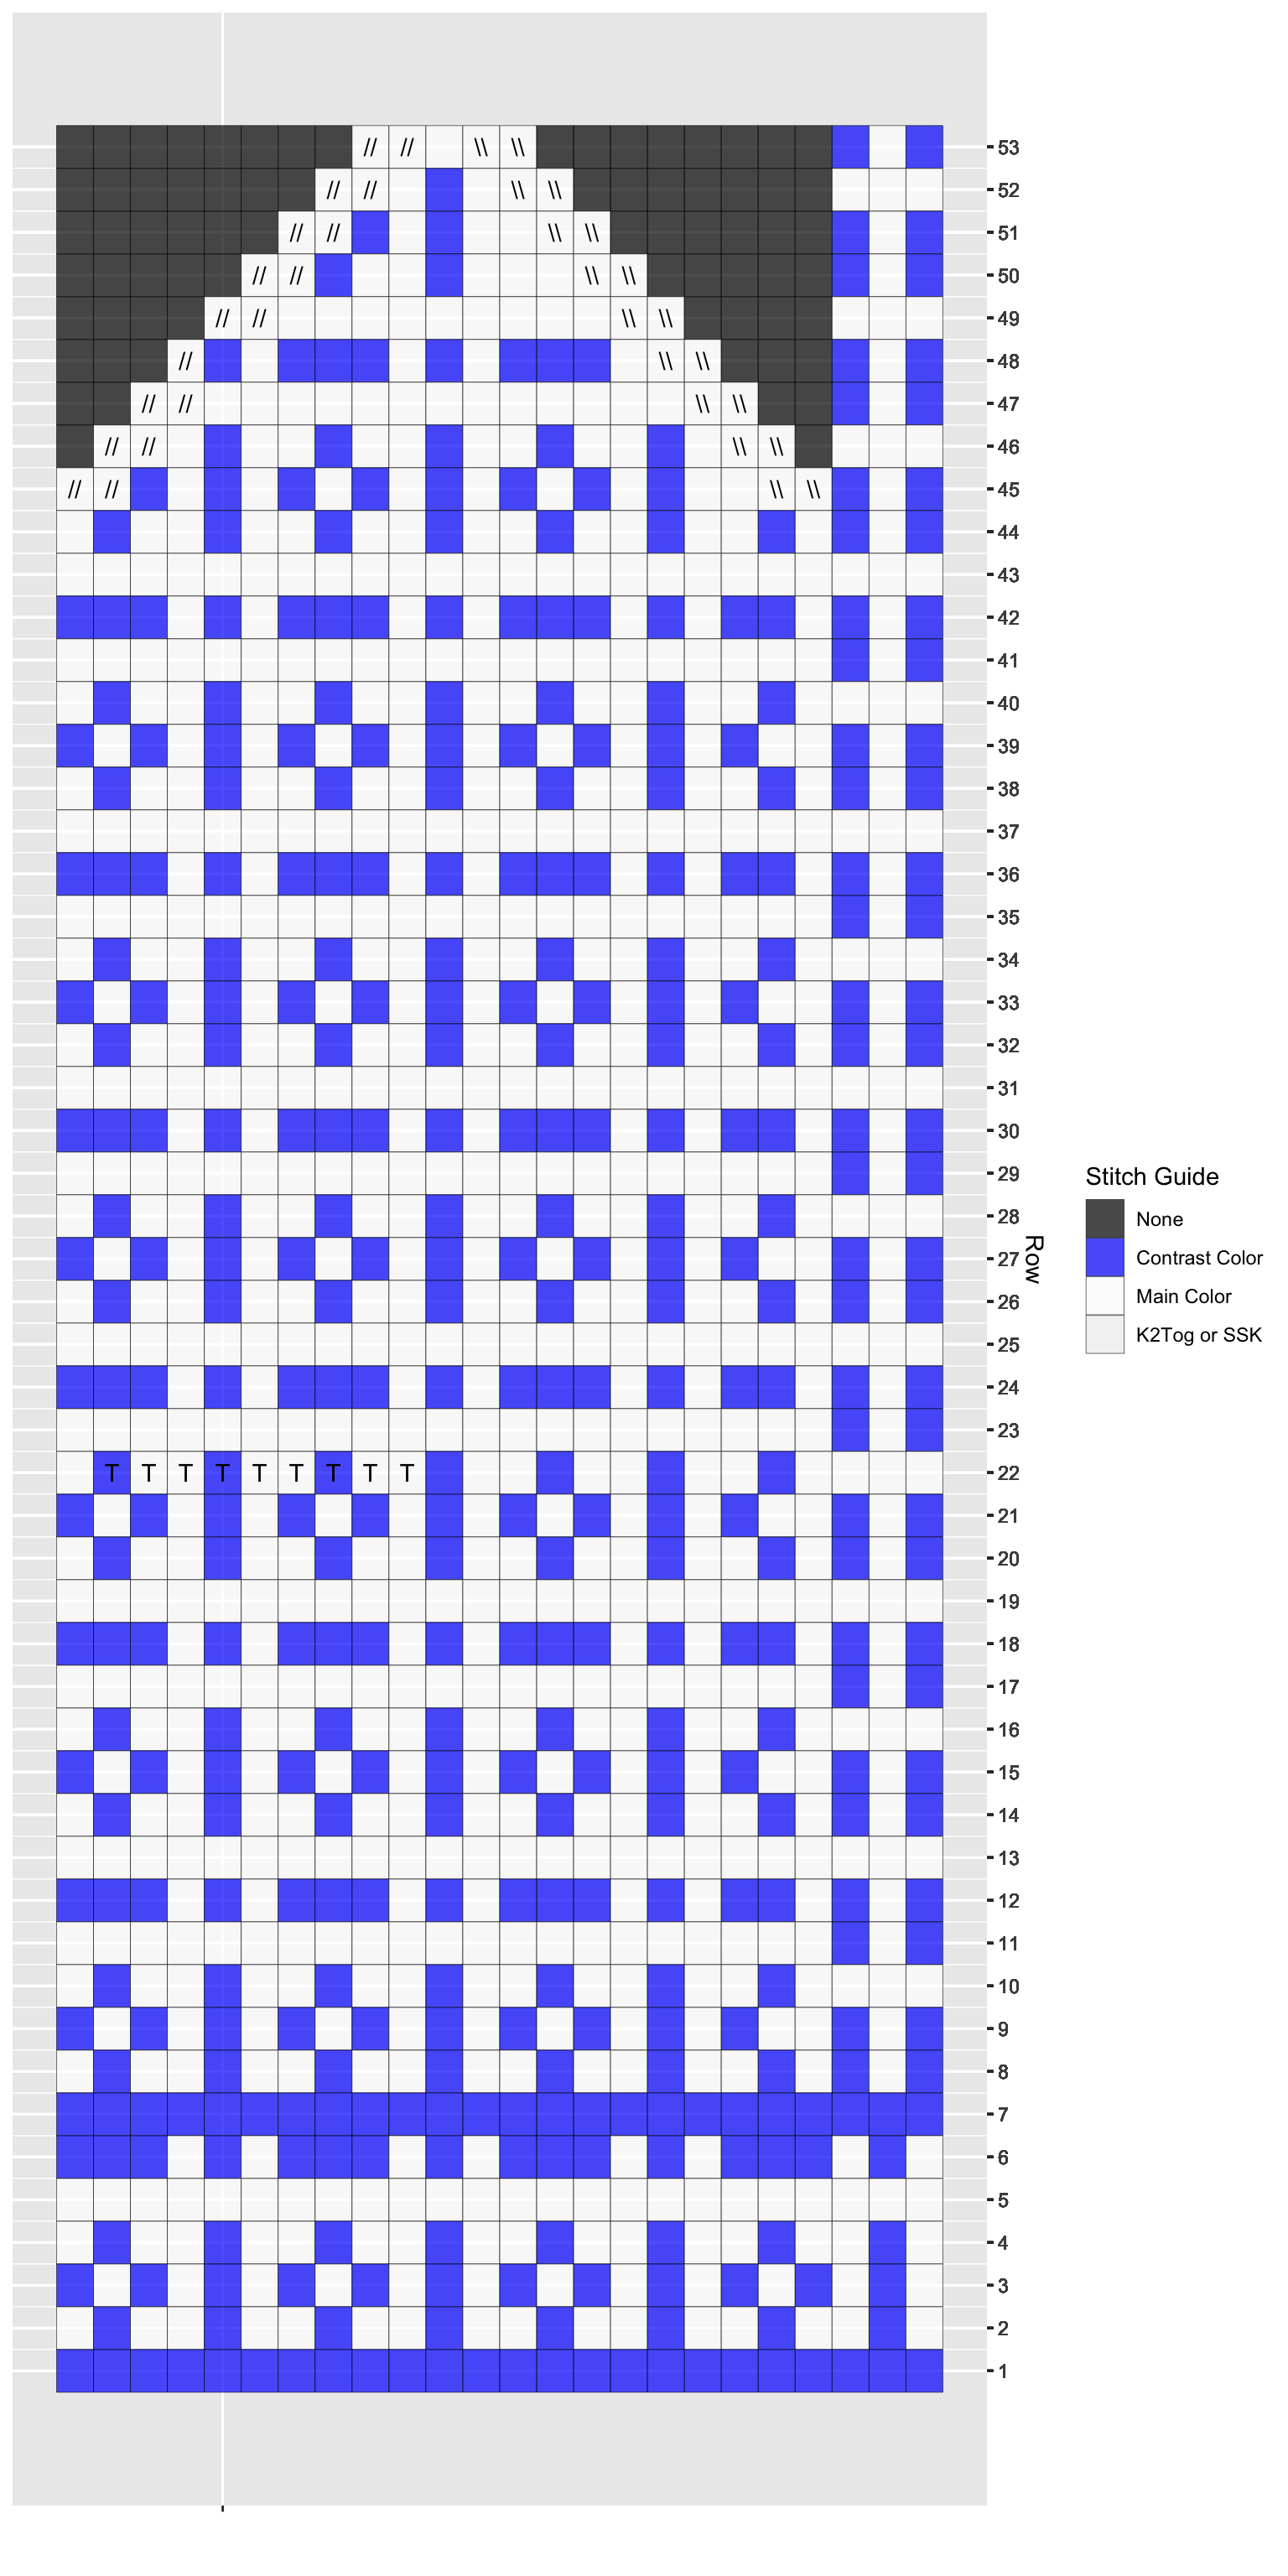 // // \\ \\ 53
// // \\ \\ 52
// // \\ \\ 51
// // \\ \\ 50
// // \\ \\ 49
// \\ \\ 48
// // \\ \\ 47
// // \\ \\ 46
// // \\ \\ 45
44
43
42
41
40
39
38
37
36
35
34
33
32
31
30
29
28
27
26
25
24
23
T T T T T T T T T 22
21
20
19
18
17
16
15
14
13
12
11
10
9
8
7
6
5
4
3
2
1
Row
Stitch Guide
None
Contrast Color
Main Color
K2Tog or SSK